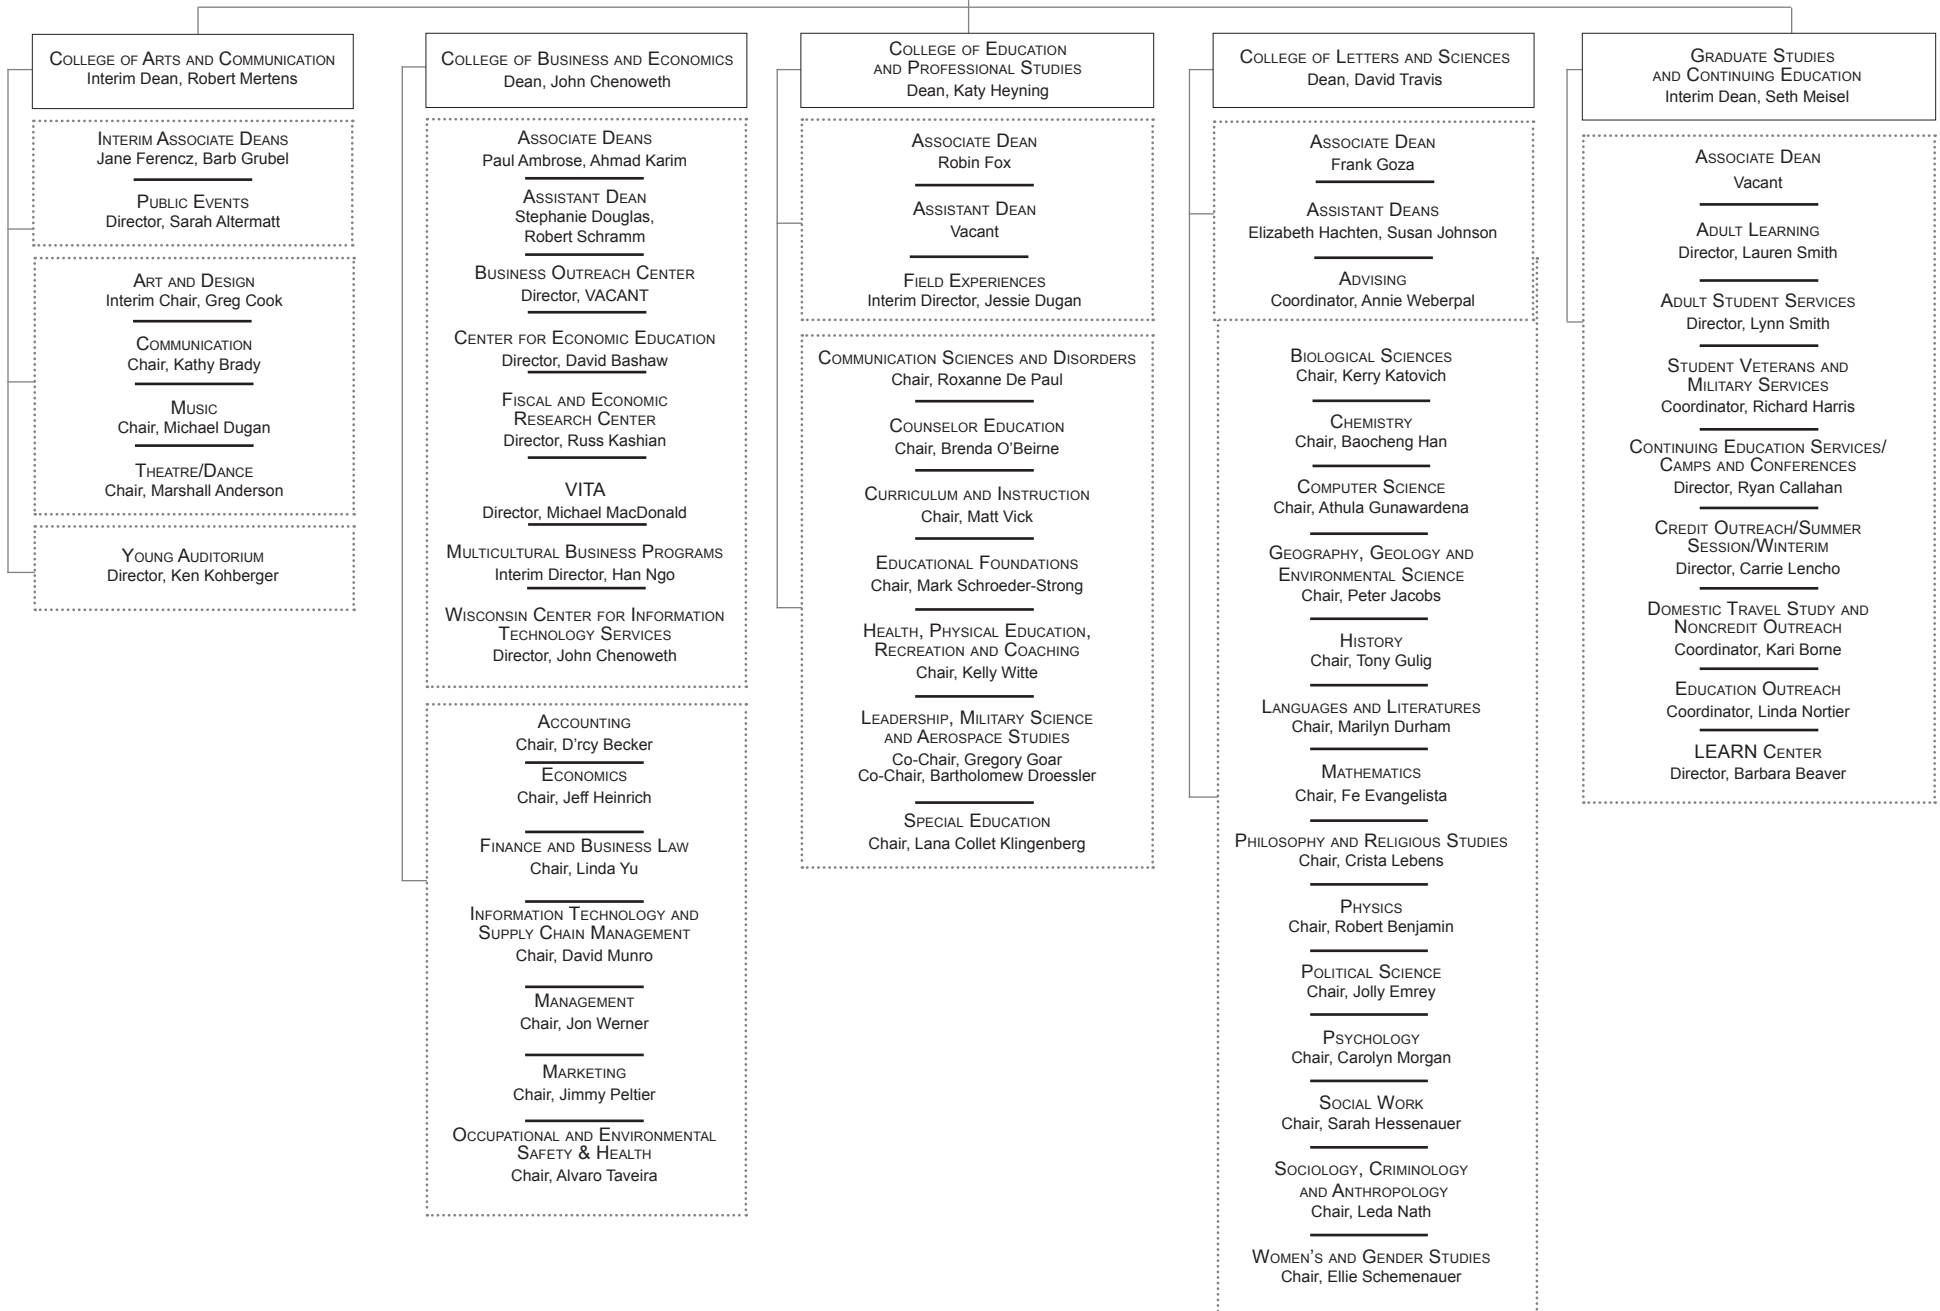 College of Arts and Communication
Interim Dean, Robert Mertens
Interim Associate Deans
Jane Ferencz, Barb Grubel
Public Events
Director, Sarah Altermatt
Art and Design
Interim Chair, Greg Cook
Communication
Chair, Kathy Brady
Music
Chair, Michael Dugan
Theatre/Dance
Chair, Marshall Anderson
Young Auditorium
Director, Ken Kohberger
College of Business and Economics
Dean, John Chenoweth
Associate Deans
Paul Ambrose, Ahmad Karim
Assistant Dean
Stephanie Douglas,
Robert Schramm
Business Outreach Center
Director, VACANT
Center for Economic Education
Director, David Bashaw
Fiscal and Economic
Research Center
Director, Russ Kashian
VITA
Director, Michael MacDonald
Multicultural Business Programs
Interim Director, Han Ngo
Wisconsin Center for Information
Technology Services
Director, John Chenoweth
Accounting
Chair, D'rcy Becker
Economics
Chair, Jeff Heinrich
Finance and Business Law
Chair, Linda Yu
Information Technology and
Supply Chain Management
Chair, David Munro
Management
Chair, Jon Werner
Marketing
Chair, Jimmy Peltier
Occupational and Environmental
Safety & Health
Chair, Alvaro Taveira
College of Education
and Professional Studies
Dean, Katy Heyning
Associate Dean
Robin Fox
Assistant Dean
Vacant
Field Experiences
Interim Director, Jessie Dugan
Communication Sciences and Disorders
Chair, Roxanne De Paul
Counselor Education
Chair, Brenda O'Beirne
Curriculum and Instruction
Chair, Matt Vick
Educational Foundations
Chair, Mark Schroeder-Strong
Health, Physical Education,
Recreation and Coaching
Chair, Kelly Witte
Leadership, Military Science
and Aerospace Studies
Co-Chair, Gregory Goar
Co-Chair, Bartholomew Droessler
Special Education
Chair, Lana Collet Klingenberg
College of Letters and Sciences
Dean, David Travis
Associate Dean
Frank Goza
Assistant Deans
Elizabeth Hachten, Susan Johnson
Advising
Coordinator, Annie Weberpal
Biological Sciences
Chair, Kerry Katovich
Chemistry
Chair, Baocheng Han
Computer Science
Chair, Athula Gunawardena
Geography, Geology and
Environmental Science
Chair, Peter Jacobs
History
Chair, Tony Gulig
Languages and Literatures
Chair, Marilyn Durham
Mathematics
Chair, Fe Evangelista
Philosophy and Religious Studies
Chair, Crista Lebens
Physics
Chair, Robert Benjamin
Political Science
Chair, Jolly Emrey
Psychology
Chair, Carolyn Morgan
Social Work
Chair, Sarah Hessenauer
Sociology, Criminology
and Anthropology
Chair, Leda Nath
Women's and Gender Studies
Chair, Ellie Schemenauer
Graduate Studies
and Continuing Education
Interim Dean, Seth Meisel
Associate Dean
Vacant
Adult Learning
Director, Lauren Smith
Adult Student Services
Director, Lynn Smith
Student Veterans and
Military Services
Coordinator, Richard Harris
Continuing Education Services/
Camps and Conferences
Director, Ryan Callahan
Credit Outreach/Summer
Session/Winterim
Director, Carrie Lencho
Domestic Travel Study and
Noncredit Outreach
Coordinator, Kari Borne
Education Outreach
Coordinator, Linda Nortier
LEARN Center
Director, Barbara Beaver